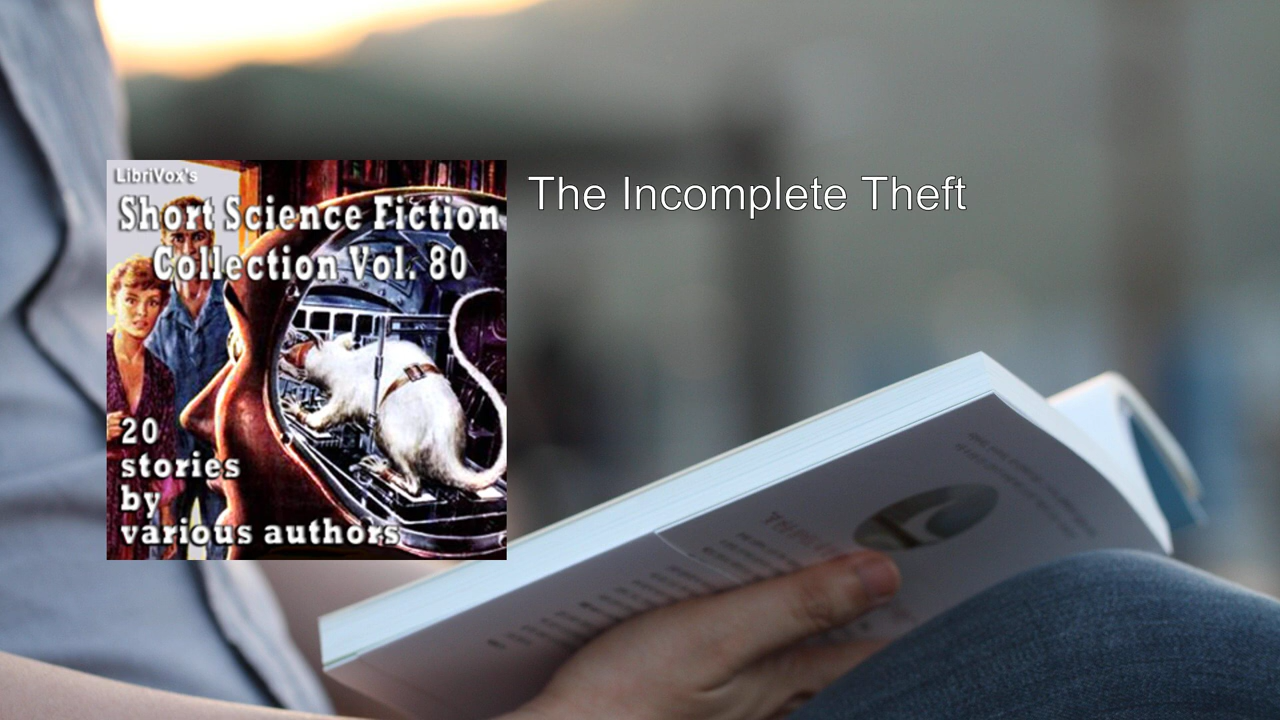 LibriVox's
Short Science Fiction
Collection Vol. 80
The Incomplete Theft
20
stories
by
various authors